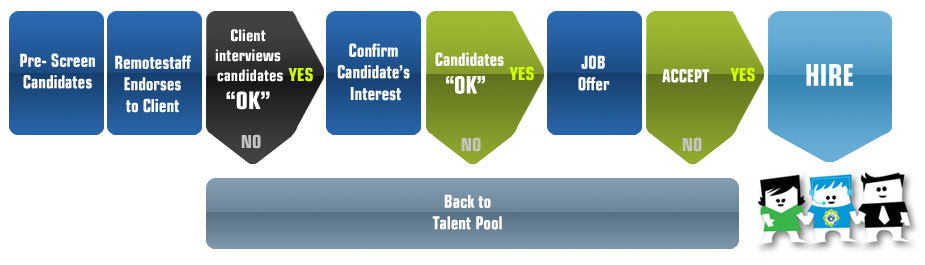 Pre- Screen
Candidates
Remotestaff
Endorses
to Client
Client
interviews
candidates
“OK”
YES
NO
Confirm
Candidate’s
Interest
Candidates
“OK”
YES
NO
JOB
Offer
ACCEPT
YES
NO
HIRE
Back to
Talent Pool